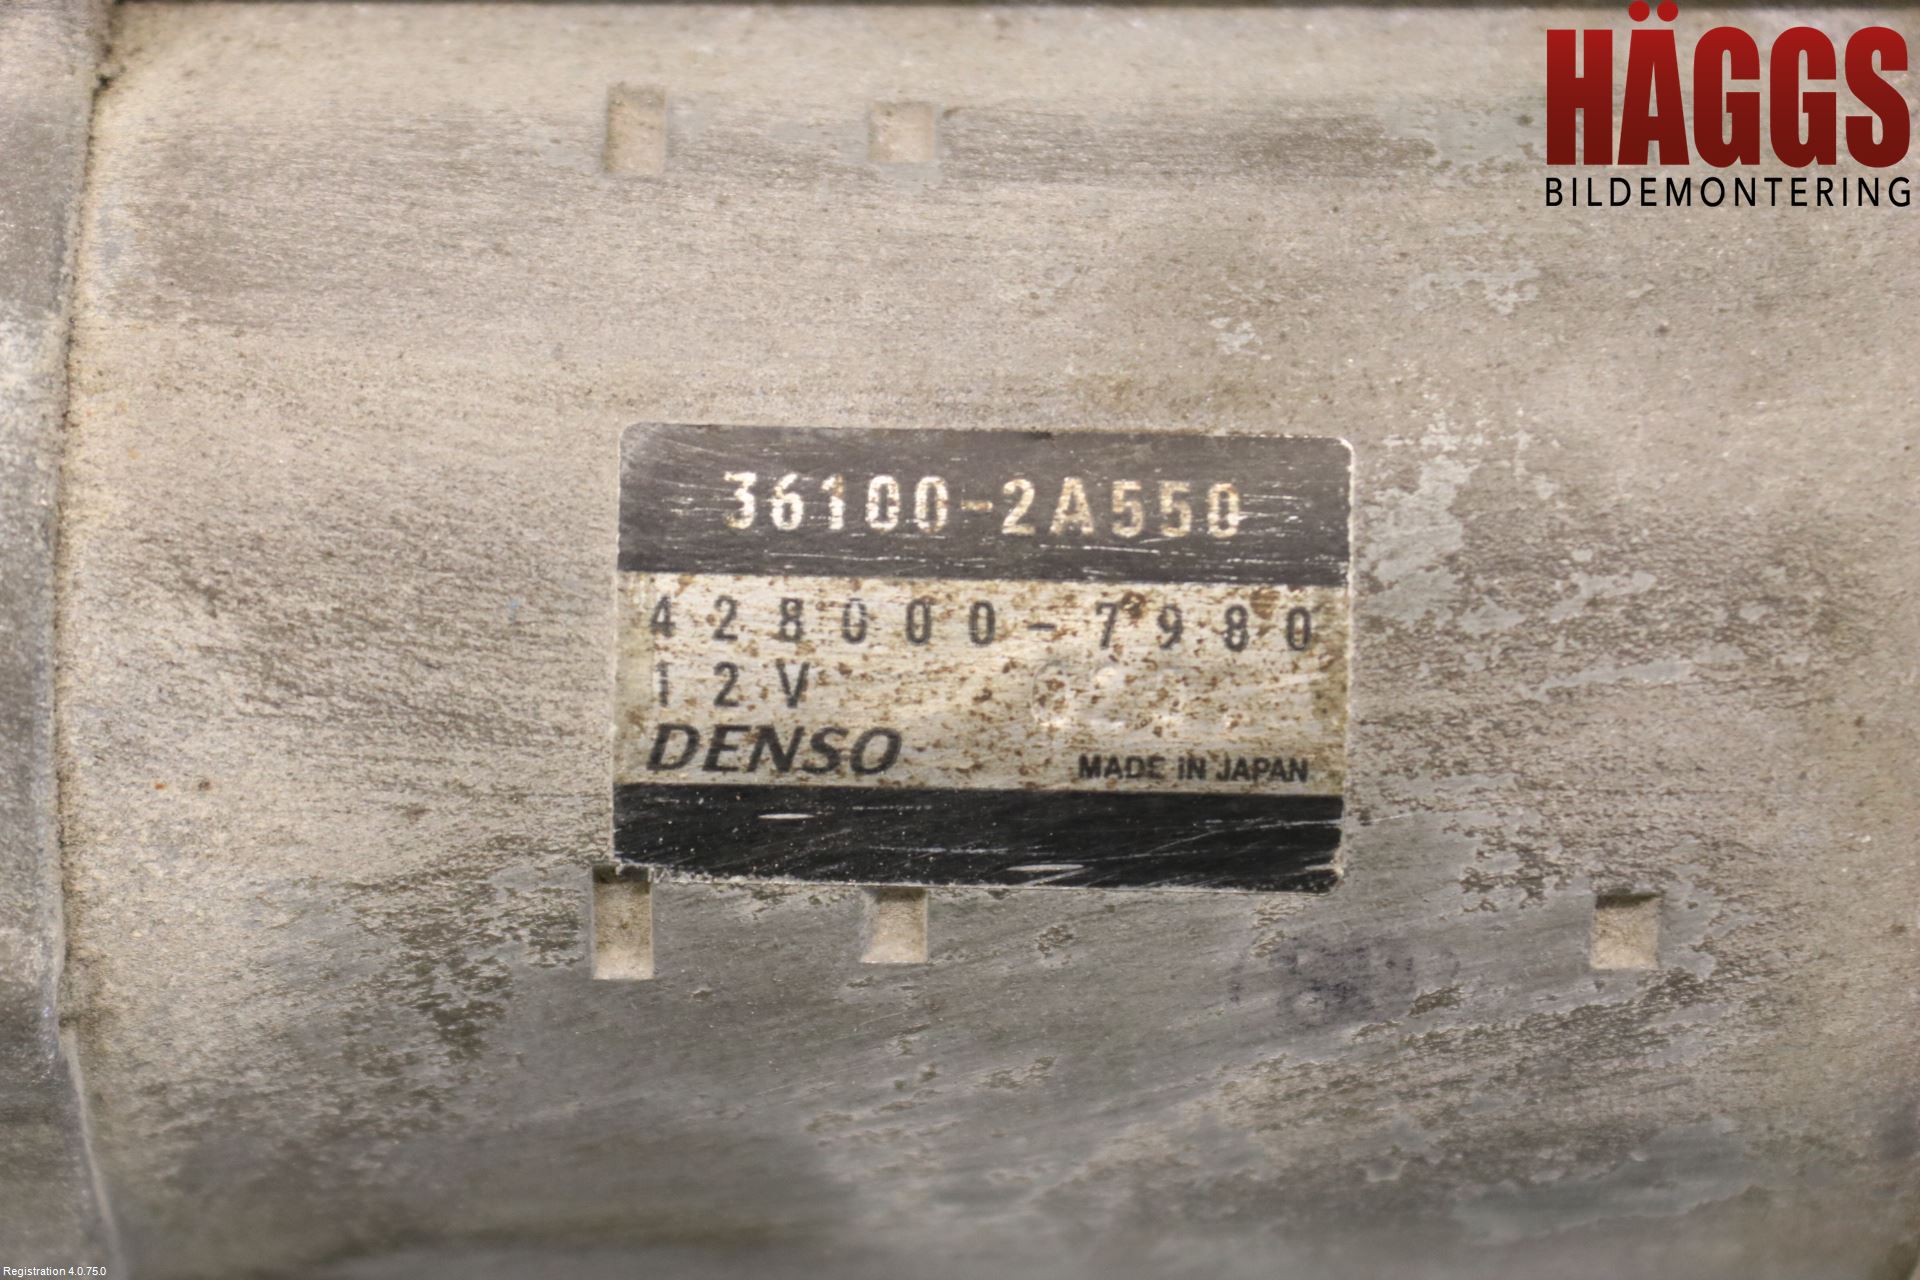 HÄGGS
BILDEMONTERING
36100-2A550
428000-7980
12V
DENSO
MADE IN JAPAN
Registration 4.0.75.0